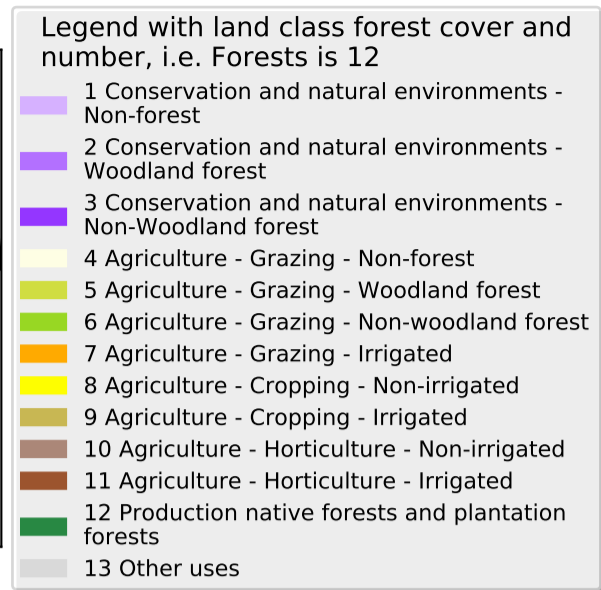 Legend with land class forest cover and
number, i.e. Forests is 12
1 Conservation and natural environments -
Non-forest
2 Conservation and natural environments -
Woodland forest
3 Conservation and natural environments -
Non-Woodland forest
4 Agriculture - Grazing - Non-forest
5 Agriculture - Grazing - Woodland forest
6 Agriculture - Grazing - Non-woodland forest
7 Agriculture - Grazing - Irrigated
8 Agriculture - Cropping - Non-irrigated
9 Agriculture - Cropping - Irrigated
10 Agriculture - Horticulture - Non-irrigated
11 Agriculture - Horticulture - Irrigated
12 Production native forests and plantation
forests
13 Other uses